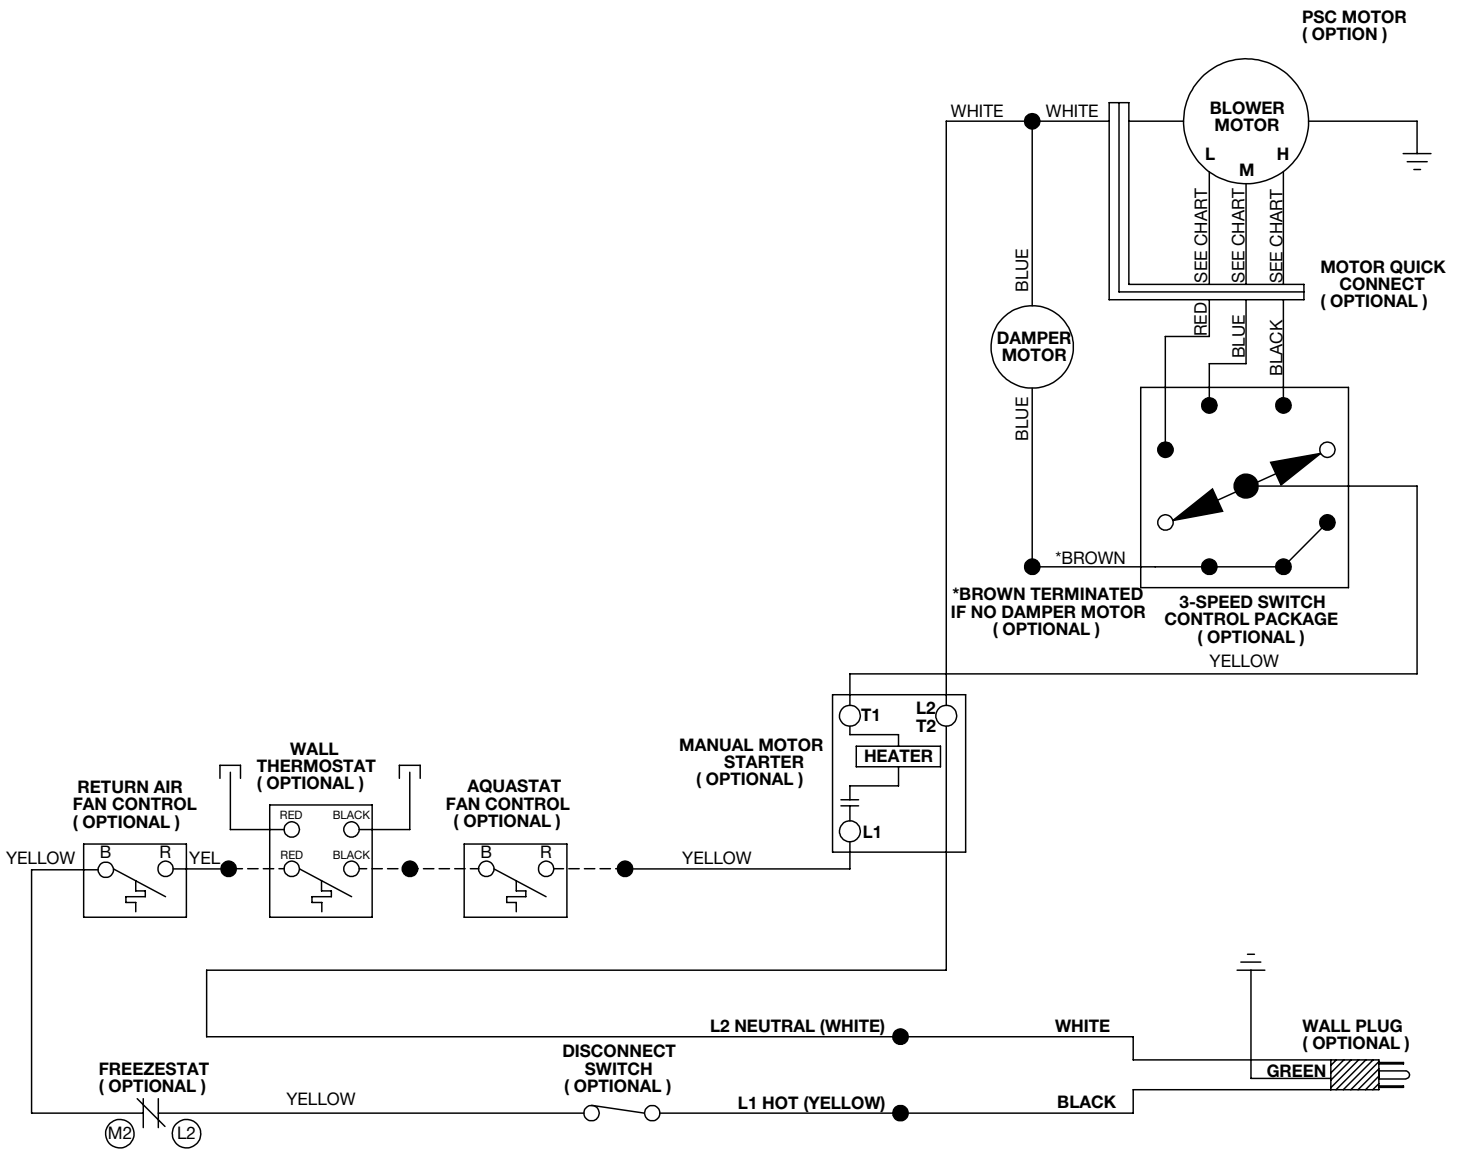 PSC MOTOR
( OPTION )
WHITE
WHITE
BLOWER
MOTOR
L
M
H
SEE CHART
SEE CHART
SEE CHART
BLUE
MOTOR QUICK
CONNECT
( OPTIONAL )
RED
BLUE
BLACK
DAMPER
MOTOR
BLUE
*BROWN
*BROWN TERMINATED
IF NO DAMPER MOTOR
( OPTIONAL )
3-SPEED SWITCH
CONTROL PACKAGE
( OPTIONAL )
YELLOW
T1
L2
T2
MANUAL MOTOR
STARTER
( OPTIONAL )
HEATER
L1
WALL
THERMOSTAT
( OPTIONAL )
RETURN AIR
FAN CONTROL
( OPTIONAL )
AQUASTAT
FAN CONTROL
( OPTIONAL )
RED
BLACK
YELLOW
B
R
YEL
RED
BLACK
B
R
YELLOW
L2 NEUTRAL (WHITE)
WHITE
WALL PLUG
( OPTIONAL )
GREEN
FREEZESTAT
( OPTIONAL )
DISCONNECT
SWITCH
( OPTIONAL )
YELLOW
L1 HOT (YELLOW)
BLACK
M2
L2